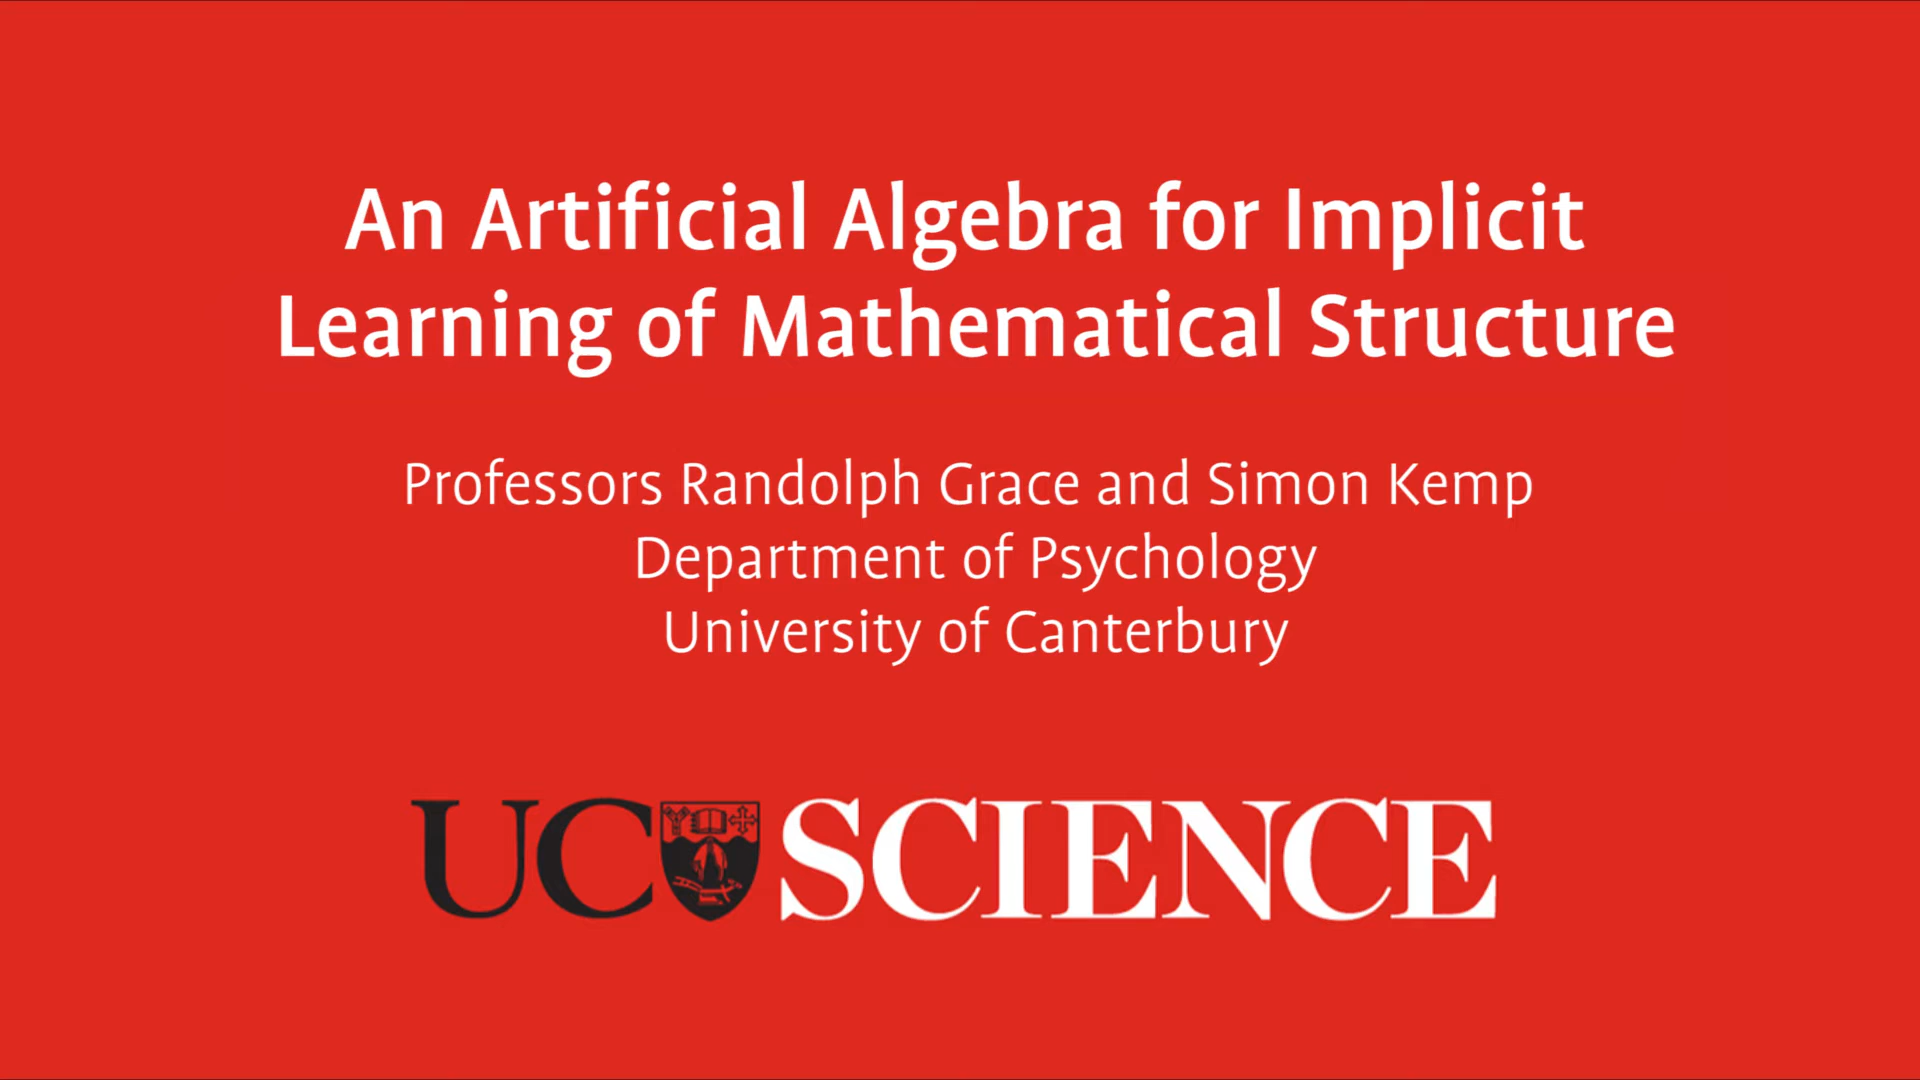 An Artificial Algebra for Implicit
Learning of Mathematical Structure
Professors Randolph Grace and Simon Kemp
Department of Psychology
University of Canterbury
UC SCIENCE